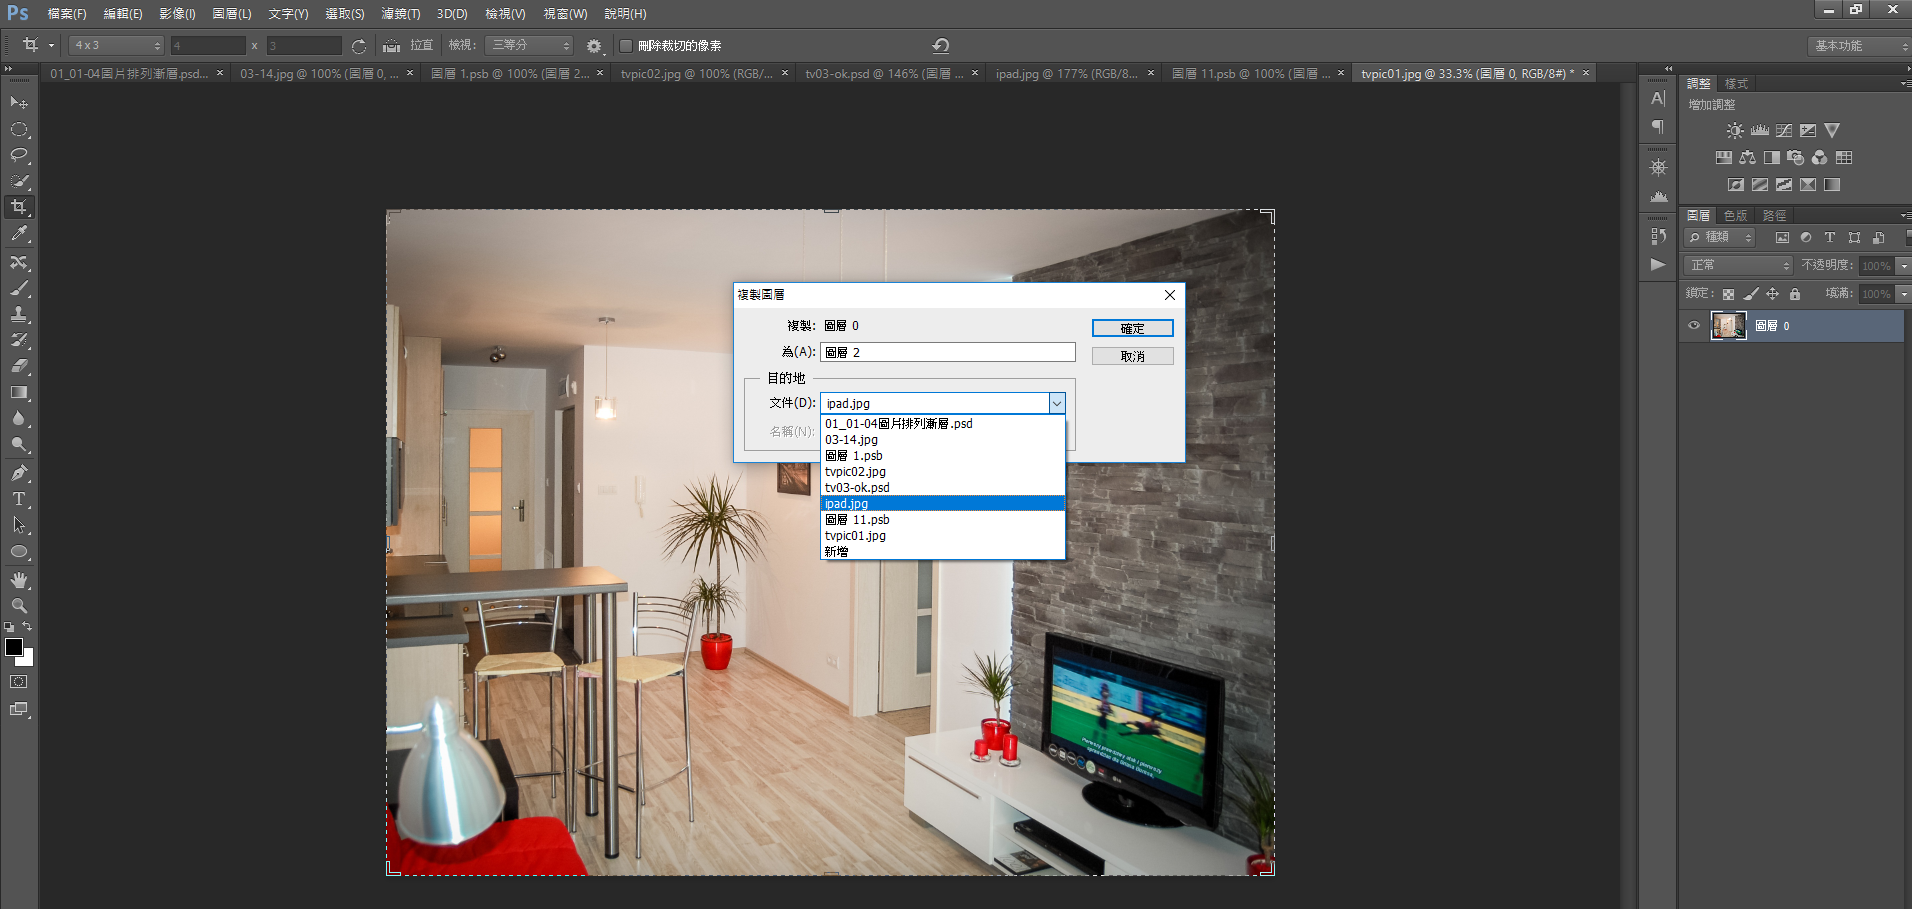 Ps 檔案(F) 編輯(E) 影像(I) 圖層(L) 文字(Y) 選取(S) 濾鏡(T) 3D(D) 檢視(V) 視窗(W) 說明(H)
4 x 3 4 x 3 拉直 檢視: 三等分 刪除裁切的像素 基本功能
01_01-04圖片排列漸層.psd... × 03-14.jpg @ 100% (圖層 0, ... × 圖層 1.psb @ 100% (圖層 2... × tvpic02.jpg @ 100% (RGB/... × tv03-ok.psd @ 146% (圖層 ... × ipad.jpg @ 177% (RGB/8... × 圖層 11.psb @ 100% (圖層 ... × tvpic01.jpg @ 33.3% (圖層 0, RGB/8#) * ×
調整 樣式
增加調整
圖層 色版 路徑
種類
正常 不透明度: 100%
鎖定: 填滿: 100%
圖層 0
複製圖層
複製: 圖層 0
確定
為(A): 圖層 2
取消
目的地
文件(D): ipad.jpg
名稱(N):
01_01-04圖片排列漸層.psd
03-14.jpg
圖層 1.psb
tvpic02.jpg
tv03-ok.psd
ipad.jpg
圖層 11.psb
tvpic01.jpg
新增